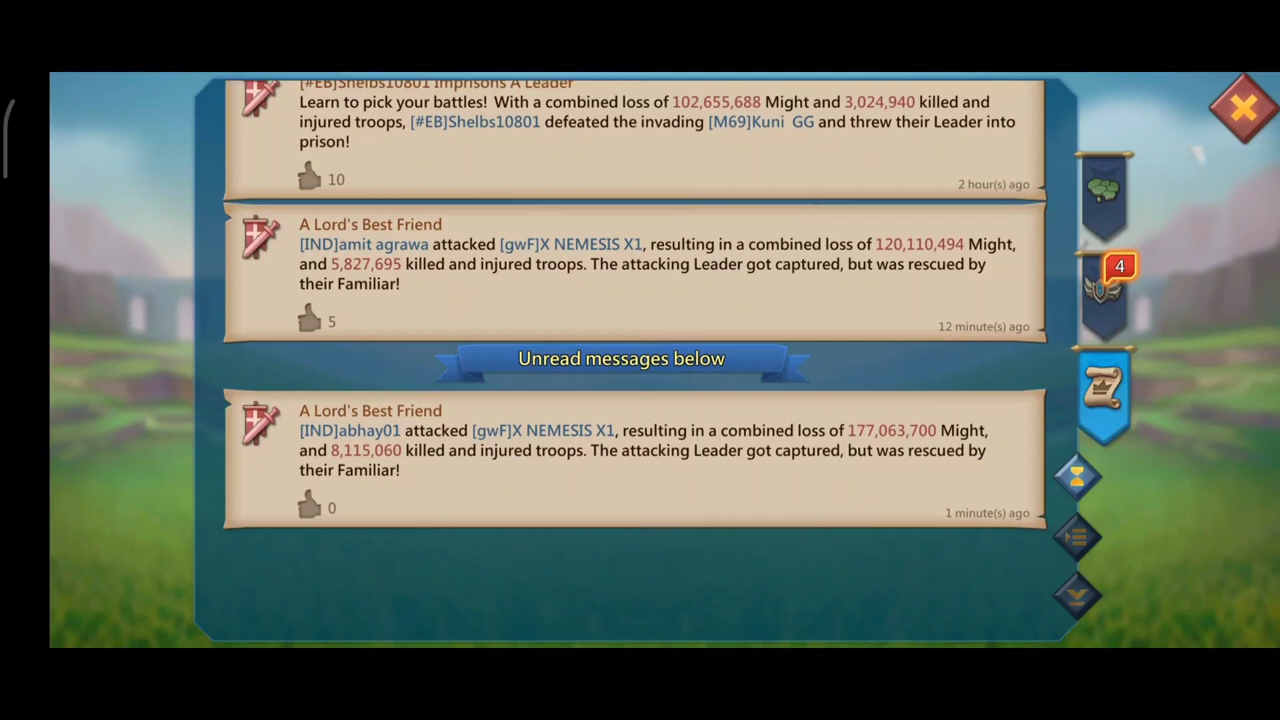 [#EB]Shelbs10801 Imprisons A Leader
Learn to pick your battles! With a combined loss of 102,655,688 Might and 3,024,940 killed and
injured troops, [#EB]Shelbs10801 defeated the invading [M69]Kuni GG and threw their Leader into
prison!
10
2 hour(s) ago
A Lord's Best Friend
[IND]amit agrawa attacked [gwF]X NEMESIS X1, resulting in a combined loss of 120,110,494 Might,
and 5,827,695 killed and injured troops. The attacking Leader got captured, but was rescued by
their Familiar!
5
12 minute(s) ago
4
Unread messages below
A Lord's Best Friend
[IND]abhay01 attacked [gwF]X NEMESIS X1, resulting in a combined loss of 177,063,700 Might,
and 8,115,060 killed and injured troops. The attacking Leader got captured, but was rescued by
their Familiar!
0
1 minute(s) ago